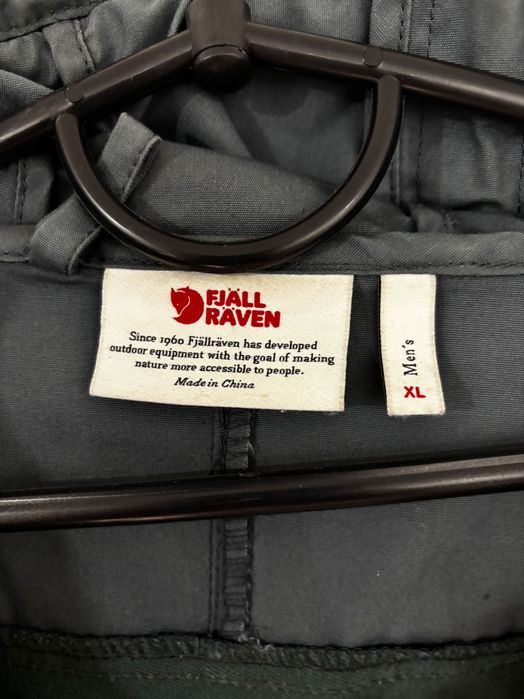 FJÄLL
RÄVEN
Since 1960 Fjällräven has developed
outdoor equipment with the goal of making
nature more accessible to people.
Made in China
Men´s
XL